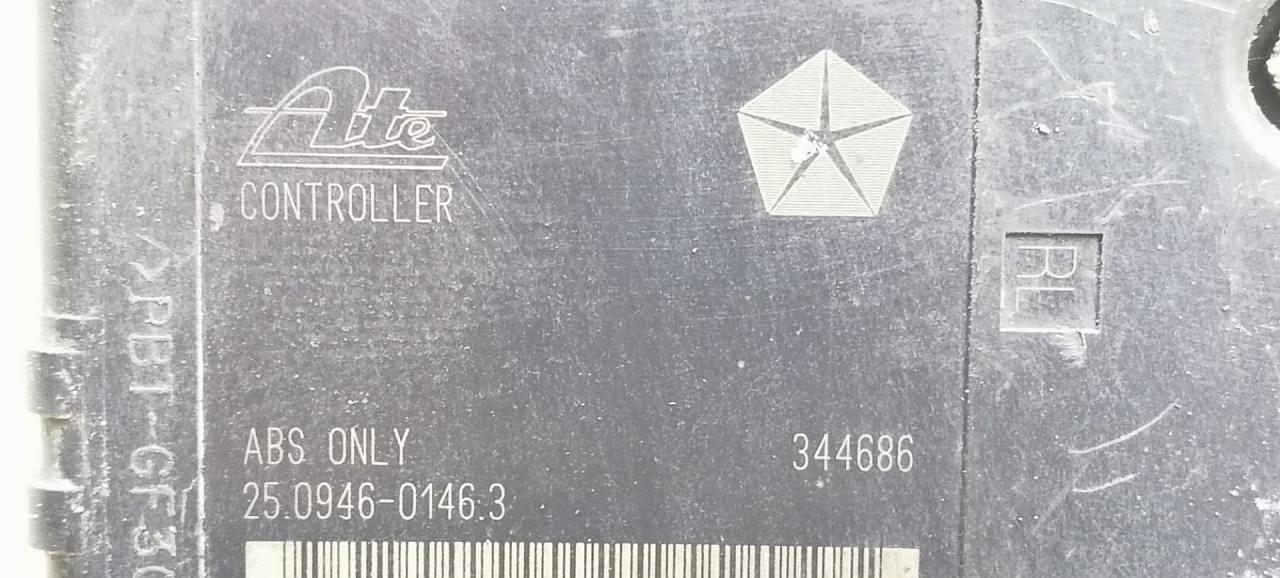 Ate
CONTROLLER
ABS ONLY
344686
25.0946-0146.3
RL